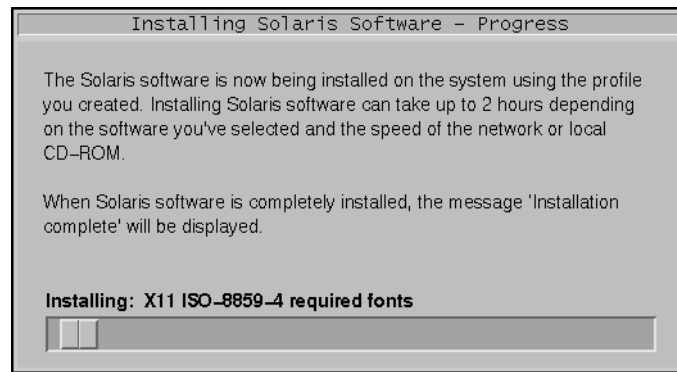 Installing Solaris Software – Progress
The Solaris software is now being installed on the system using the profile
you created. Installing Solaris software can take up to 2 hours depending
on the software you've selected and the speed of the network or local
CD–ROM.
When Solaris software is completely installed, the message 'Installation
complete' will be displayed.
Installing: X11 ISO–8859–4 required fonts